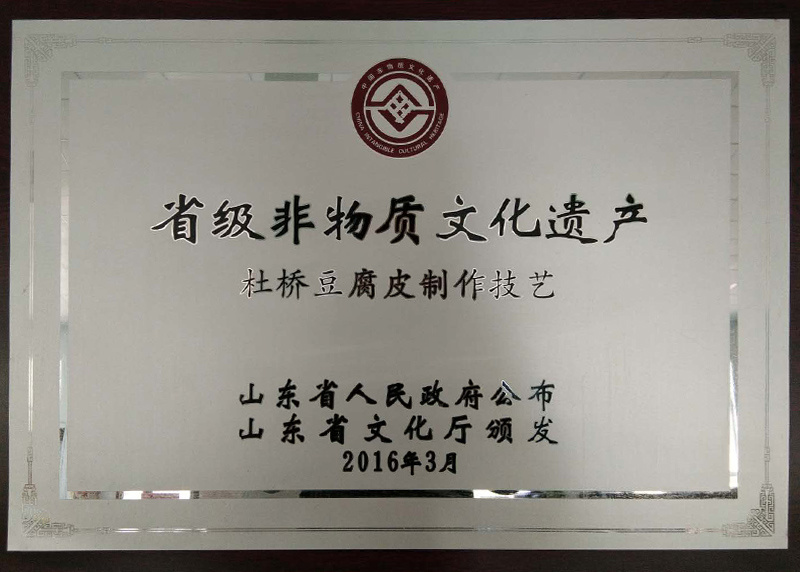 中国非物质文化遗产
CHINA INTANGIBLE CULTURAL HERITAGE
省级非物质文化遗产
杜桥豆腐皮制作技艺
山东省人民政府公布
山东省文化厅颁发
2016年3月